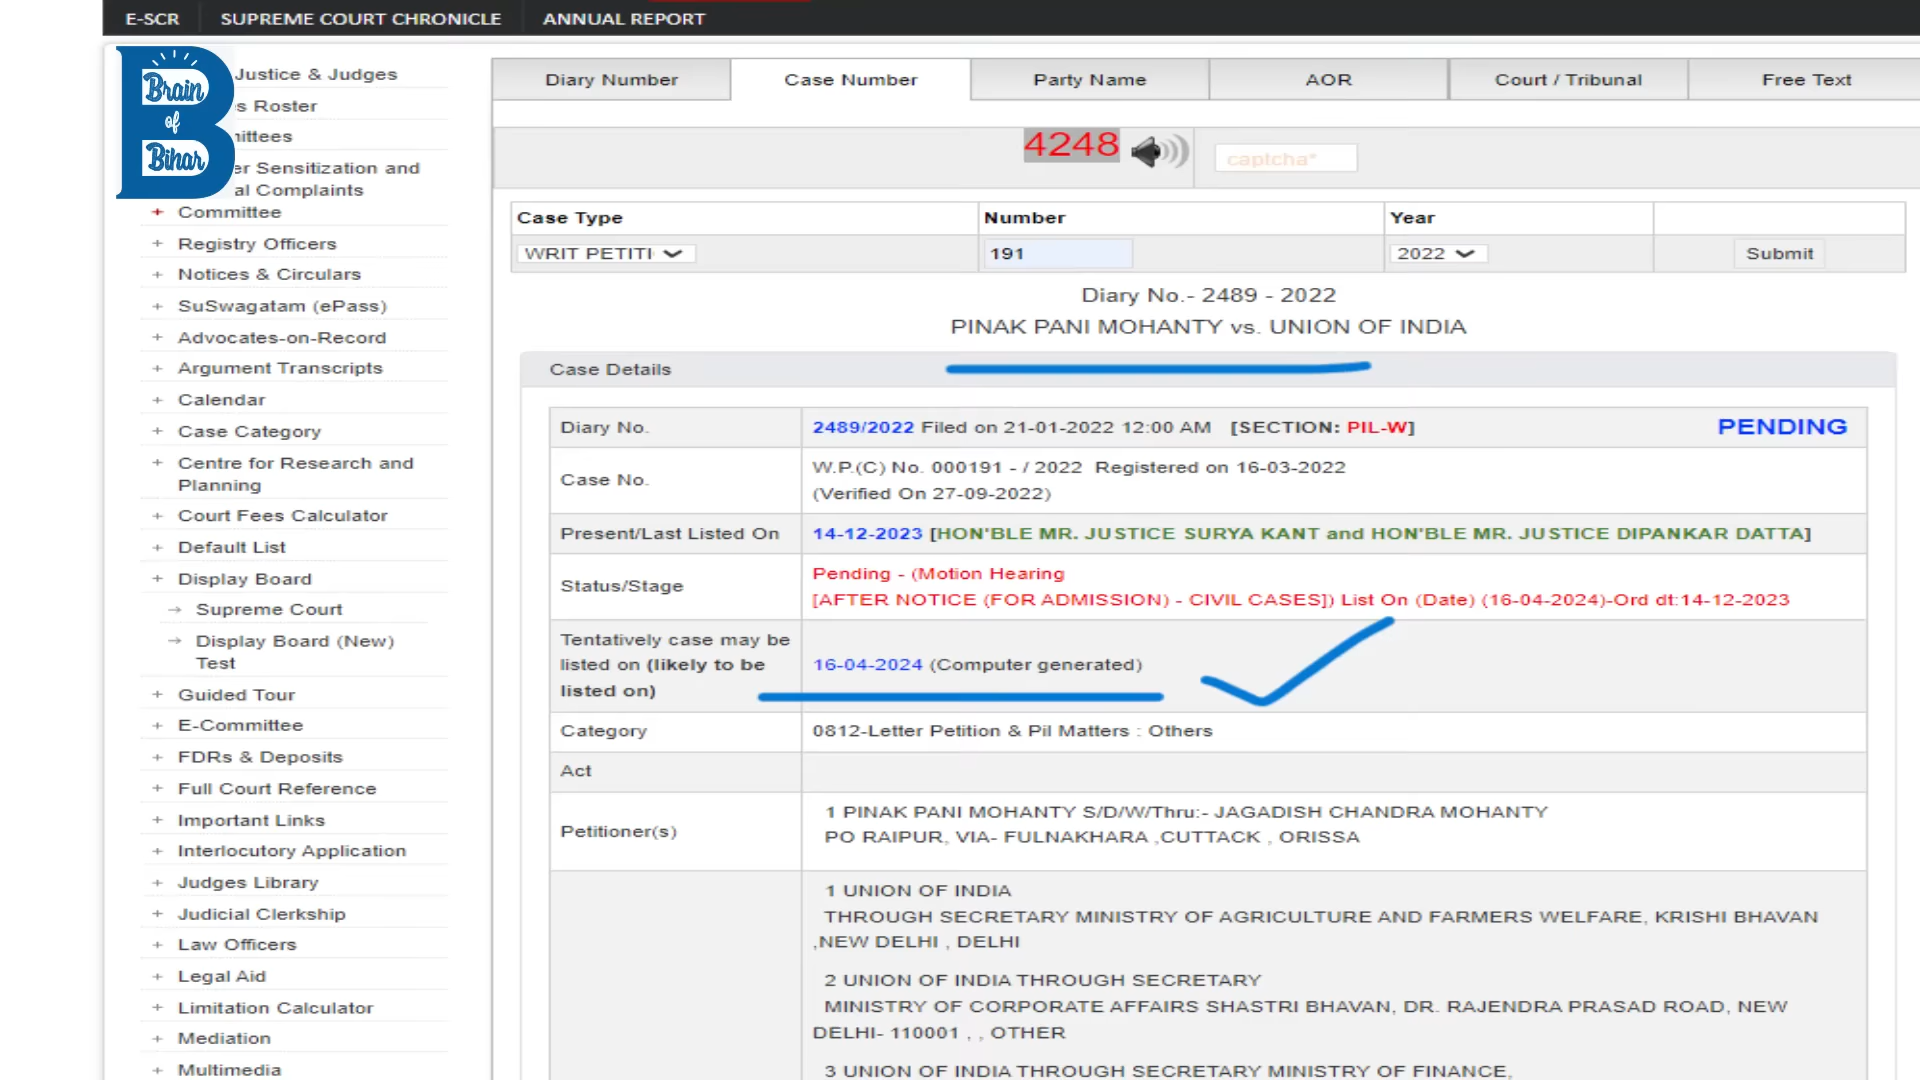 E-SCR SUPREME COURT CHRONICLE ANNUAL REPORT
Brain
of
Bihar
Justice & Judges
Roster
er Sensitization and
al Complaints
+ Committee
+ Registry Officers
+ Notices & Circulars
+ SuSwagatam (ePass)
+ Advocates-on-Record
+ Argument Transcripts
+ Calendar
+ Case Category
+ Centre for Research and
Planning
+ Court Fees Calculator
+ Default List
+ Display Board
→ Supreme Court
→ Display Board (New)
Test
+ Guided Tour
+ E-Committee
+ FDRs & Deposits
+ Full Court Reference
+ Important Links
+ Interlocutory Application
+ Judges Library
+ Judicial Clerkship
+ Law Officers
+ Legal Aid
+ Limitation Calculator
+ Mediation
+ Multimedia
Diary Number Case Number Party Name AOR Court / Tribunal Free Text
4248 captcha*
Case Type Number Year
WRIT PETITI 191 2022 Submit
Diary No.- 2489 - 2022
PINAK PANI MOHANTY vs. UNION OF INDIA
Case Details
Diary No. 2489/2022 Filed on 21-01-2022 12:00 AM [SECTION: PIL-W] PENDING
Case No. W.P.(C) No. 000191 - / 2022 Registered on 16-03-2022
(Verified On 27-09-2022)
Present/Last Listed On 14-12-2023 [HON'BLE MR. JUSTICE SURYA KANT and HON'BLE MR. JUSTICE DIPANKAR DATTA]
Status/Stage Pending - (Motion Hearing
[AFTER NOTICE (FOR ADMISSION) - CIVIL CASES]) List On (Date) (16-04-2024)-Ord dt:14-12-2023
Tentatively case may be
listed on (likely to be
listed on) 16-04-2024 (Computer generated)
Category 0812-Letter Petition & Pil Matters : Others
Act
Petitioner(s) 1 PINAK PANI MOHANTY S/D/W/Thru:- JAGADISH CHANDRA MOHANTY
PO RAIPUR, VIA- FULNAKHARA ,CUTTACK , ORISSA
1 UNION OF INDIA
THROUGH SECRETARY MINISTRY OF AGRICULTURE AND FARMERS WELFARE, KRISHI BHAVAN
,NEW DELHI , DELHI
2 UNION OF INDIA THROUGH SECRETARY
MINISTRY OF CORPORATE AFFAIRS SHASTRI BHAVAN, DR. RAJENDRA PRASAD ROAD, NEW
DELHI- 110001 , , OTHER
3 UNION OF INDIA THROUGH SECRETARY MINISTRY OF FINANCE,